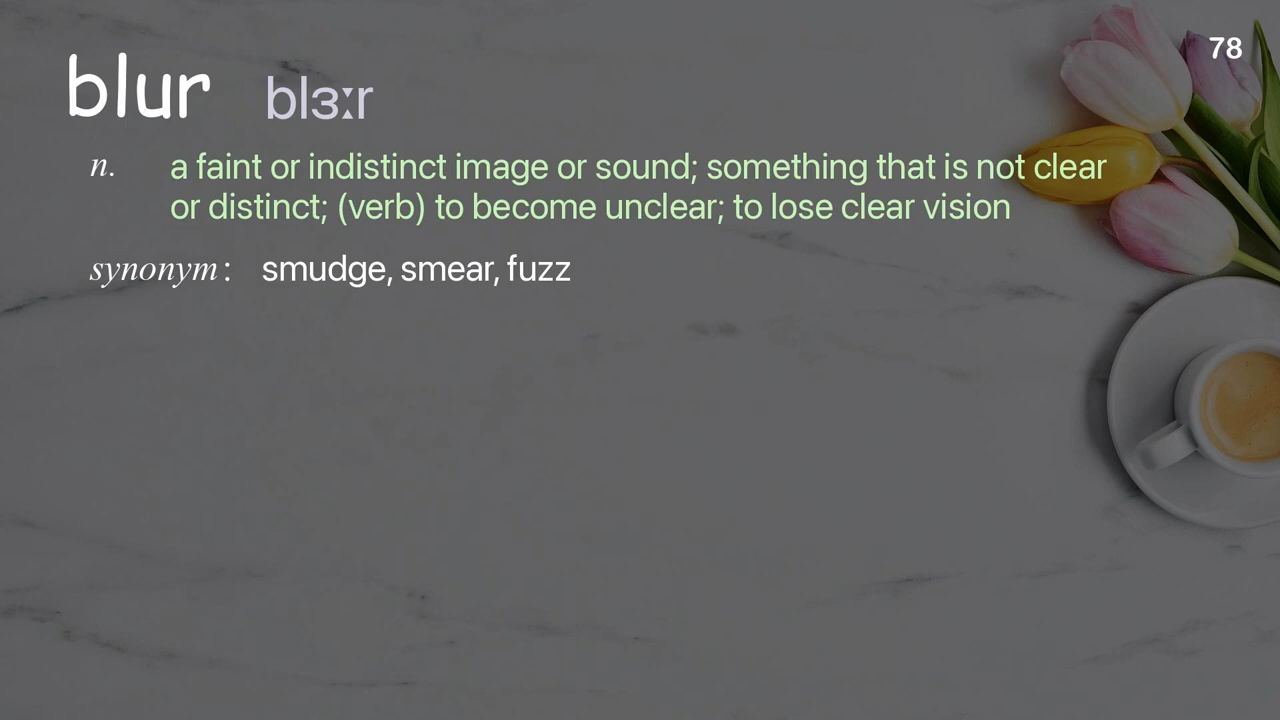 78
blur blɜːr
n. a faint or indistinct image or sound; something that is not clear
or distinct; (verb) to become unclear; to lose clear vision
synonym: smudge, smear, fuzz